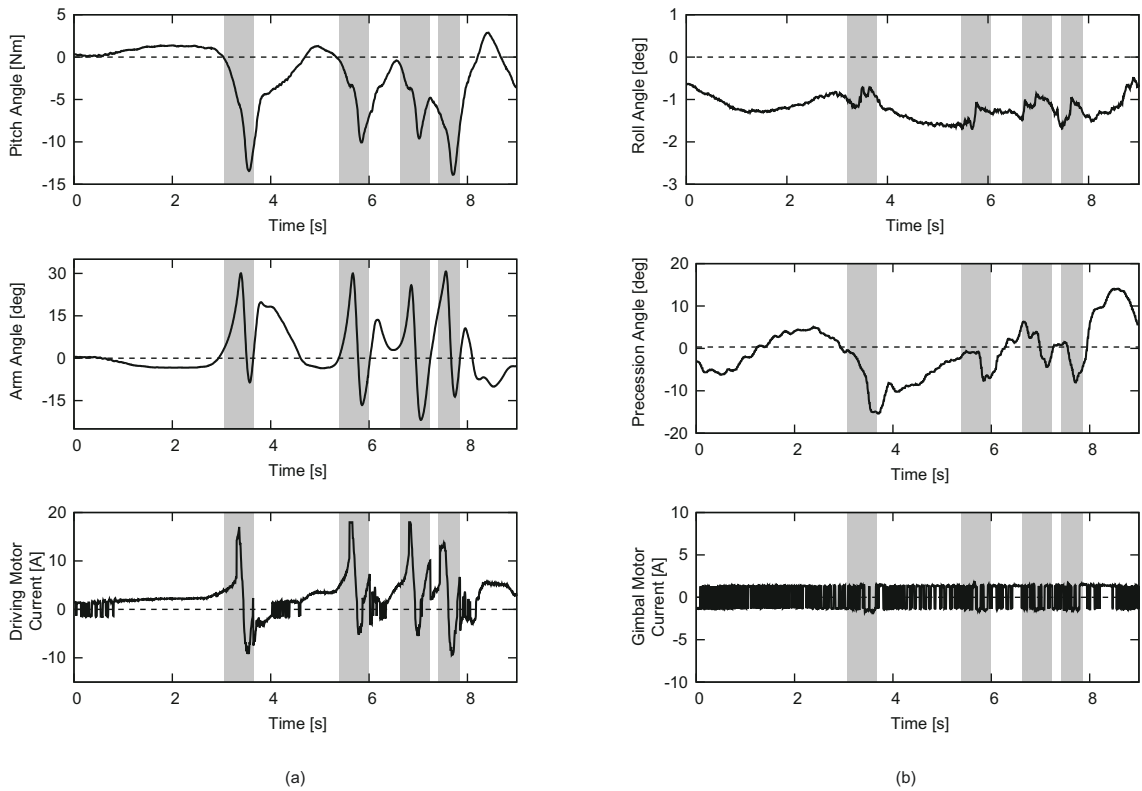 Pitch Angle [Nm]
5
0
-5
-10
-15
0 2 4 6 8
Time [s]
Arm Angle [deg]
30
15
0
-15
0 2 4 6 8
Time [s]
Driving Motor
Current [A]
20
10
0
-10
0 2 4 6 8
Time [s]
(a)
Roll Angle [deg]
1
0
-1
-2
-3
0 2 4 6 8
Time [s]
Precession Angle [deg]
20
10
0
-10
-20
0 2 4 6 8
Time [s]
Gimbal Motor
Current [A]
10
5
0
-5
-10
0 2 4 6 8
Time [s]
(b)